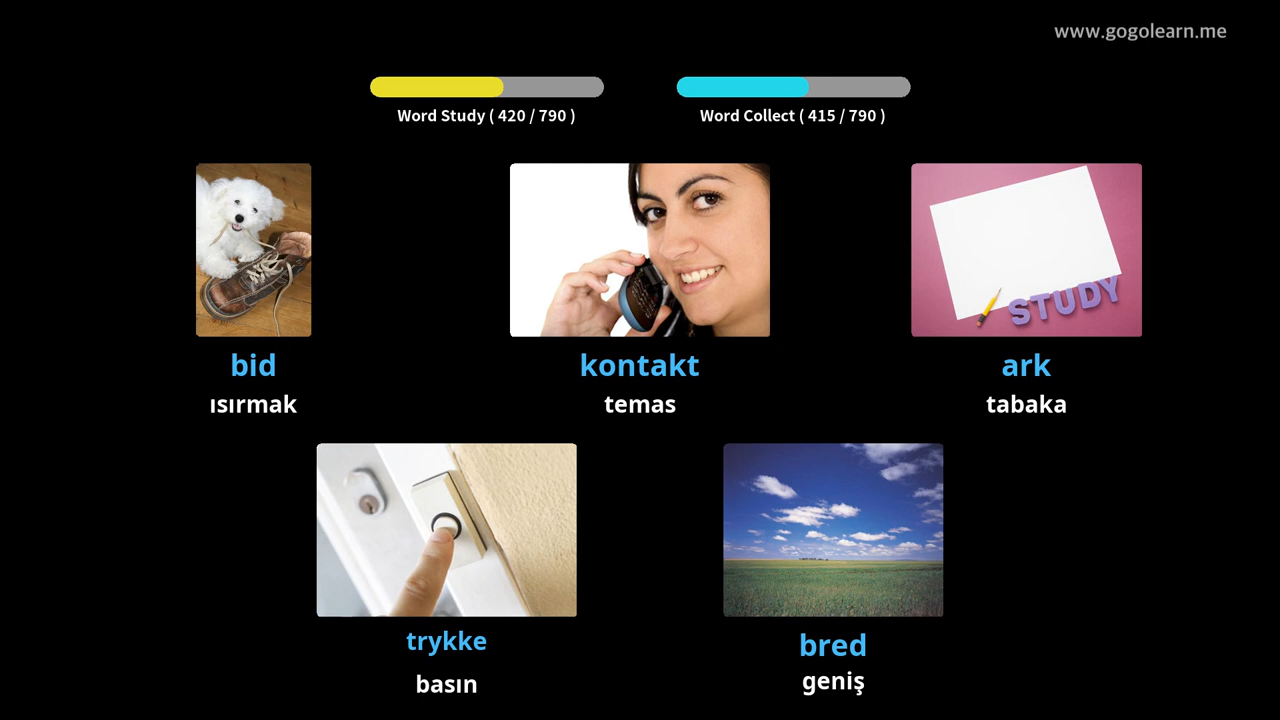 www.gogolearn.me
Word Study ( 420 / 790 )
Word Collect ( 415 / 790 )
STUDY
bid
kontakt
ark
ısırmak
temas
tabaka
trykke
bred
basın
geniş